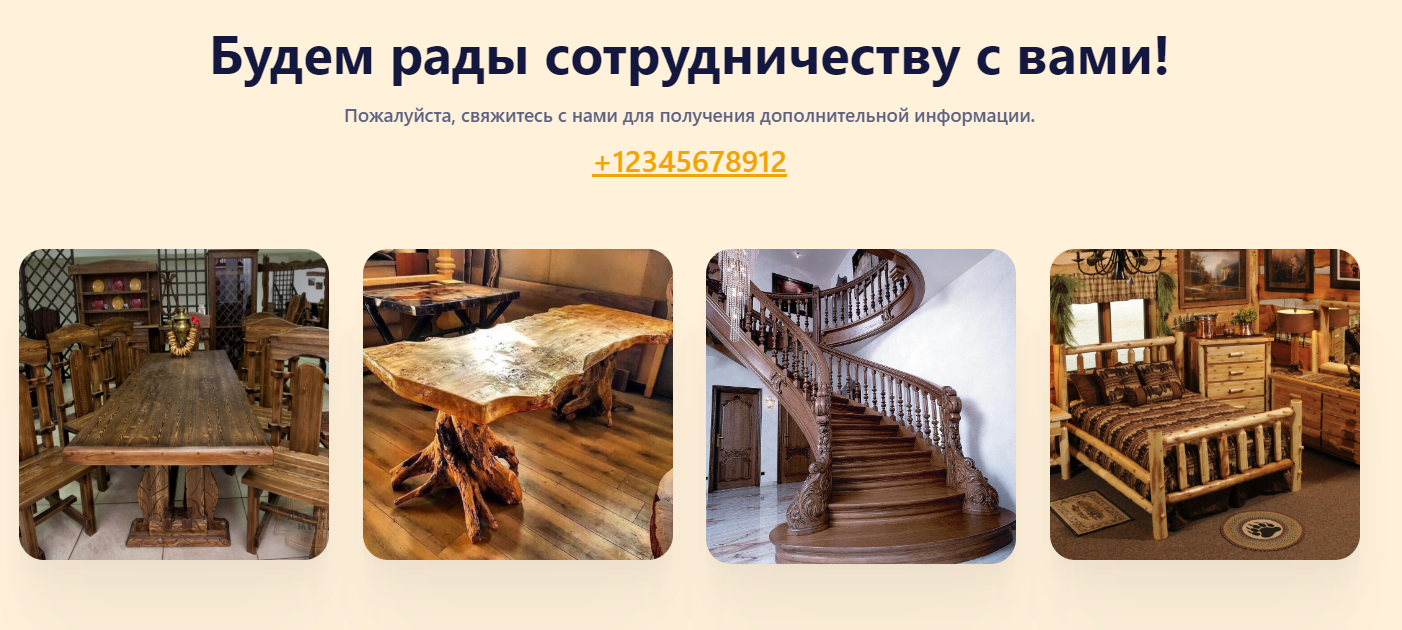 Будем рады сотрудничеству с вами!
Пожалуйста, свяжитесь с нами для получения дополнительной информации.
+12345678912